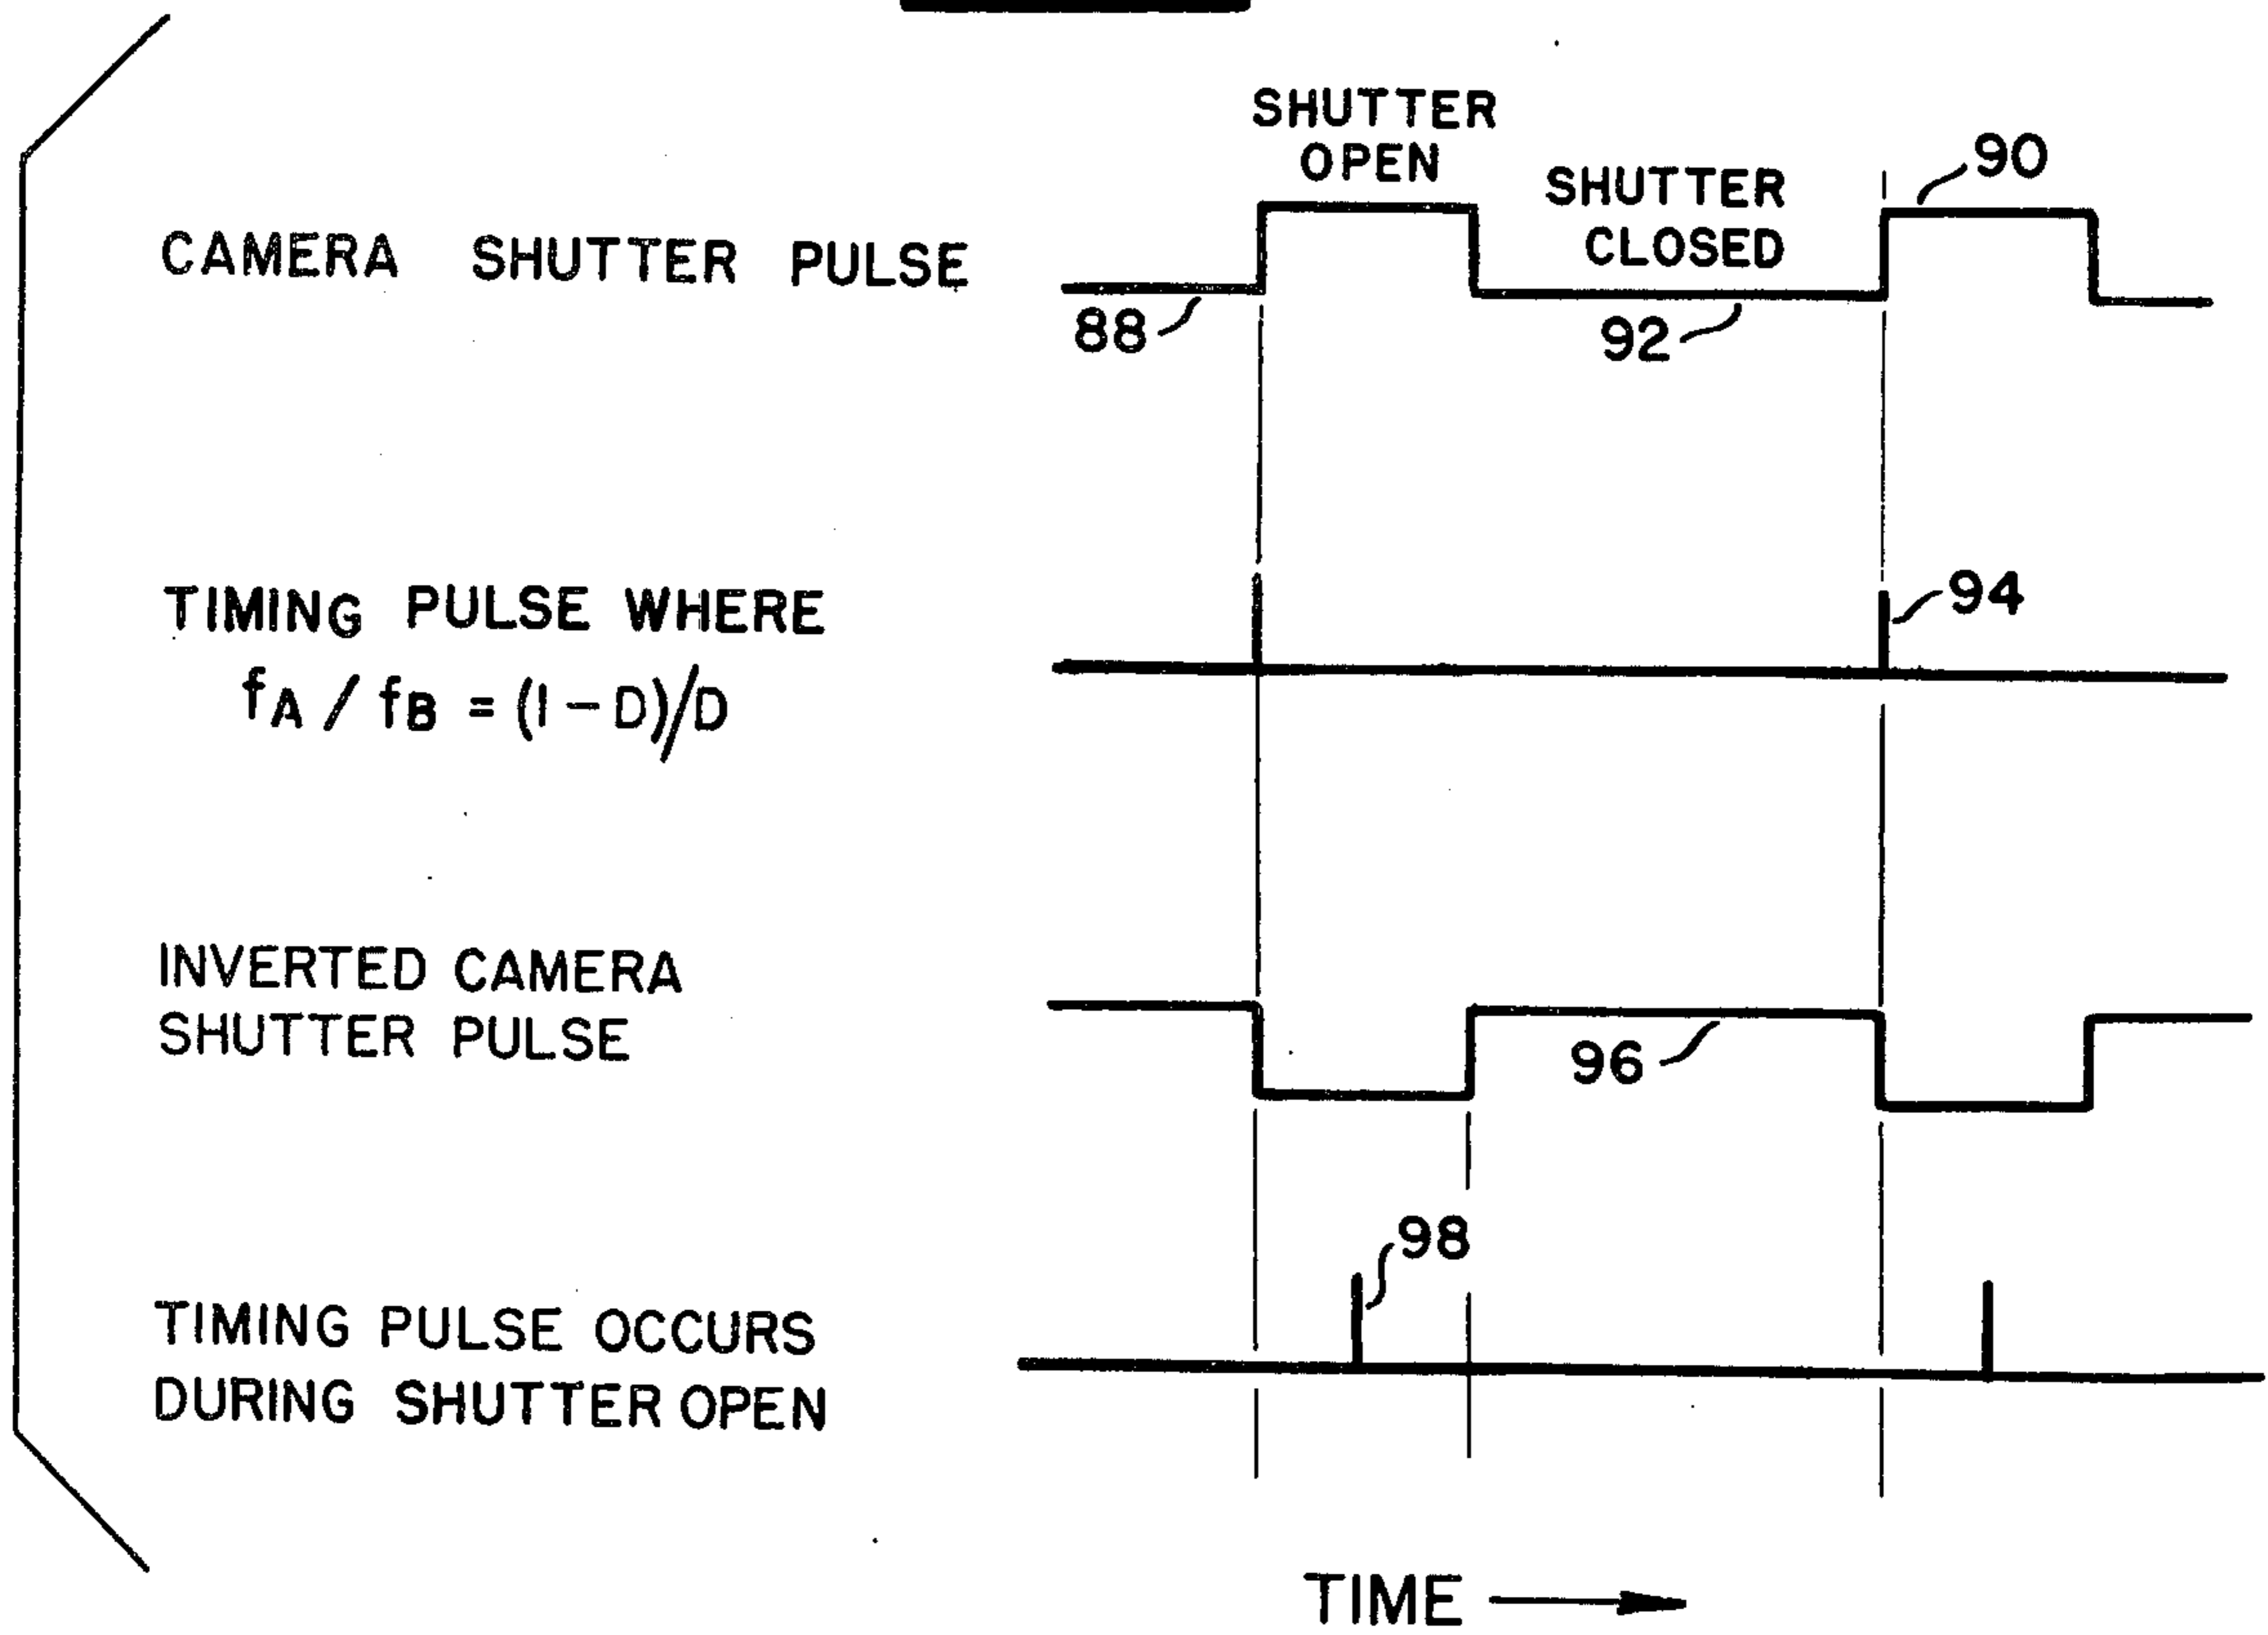 SHUTTER
OPEN
SHUTTER
CLOSED
90
CAMERA SHUTTER PULSE
88
92
TIMING PULSE WHERE
fA / fB = (1-D)/D
94
INVERTED CAMERA
SHUTTER PULSE
96
98
TIMING PULSE OCCURS
DURING SHUTTER OPEN
TIME